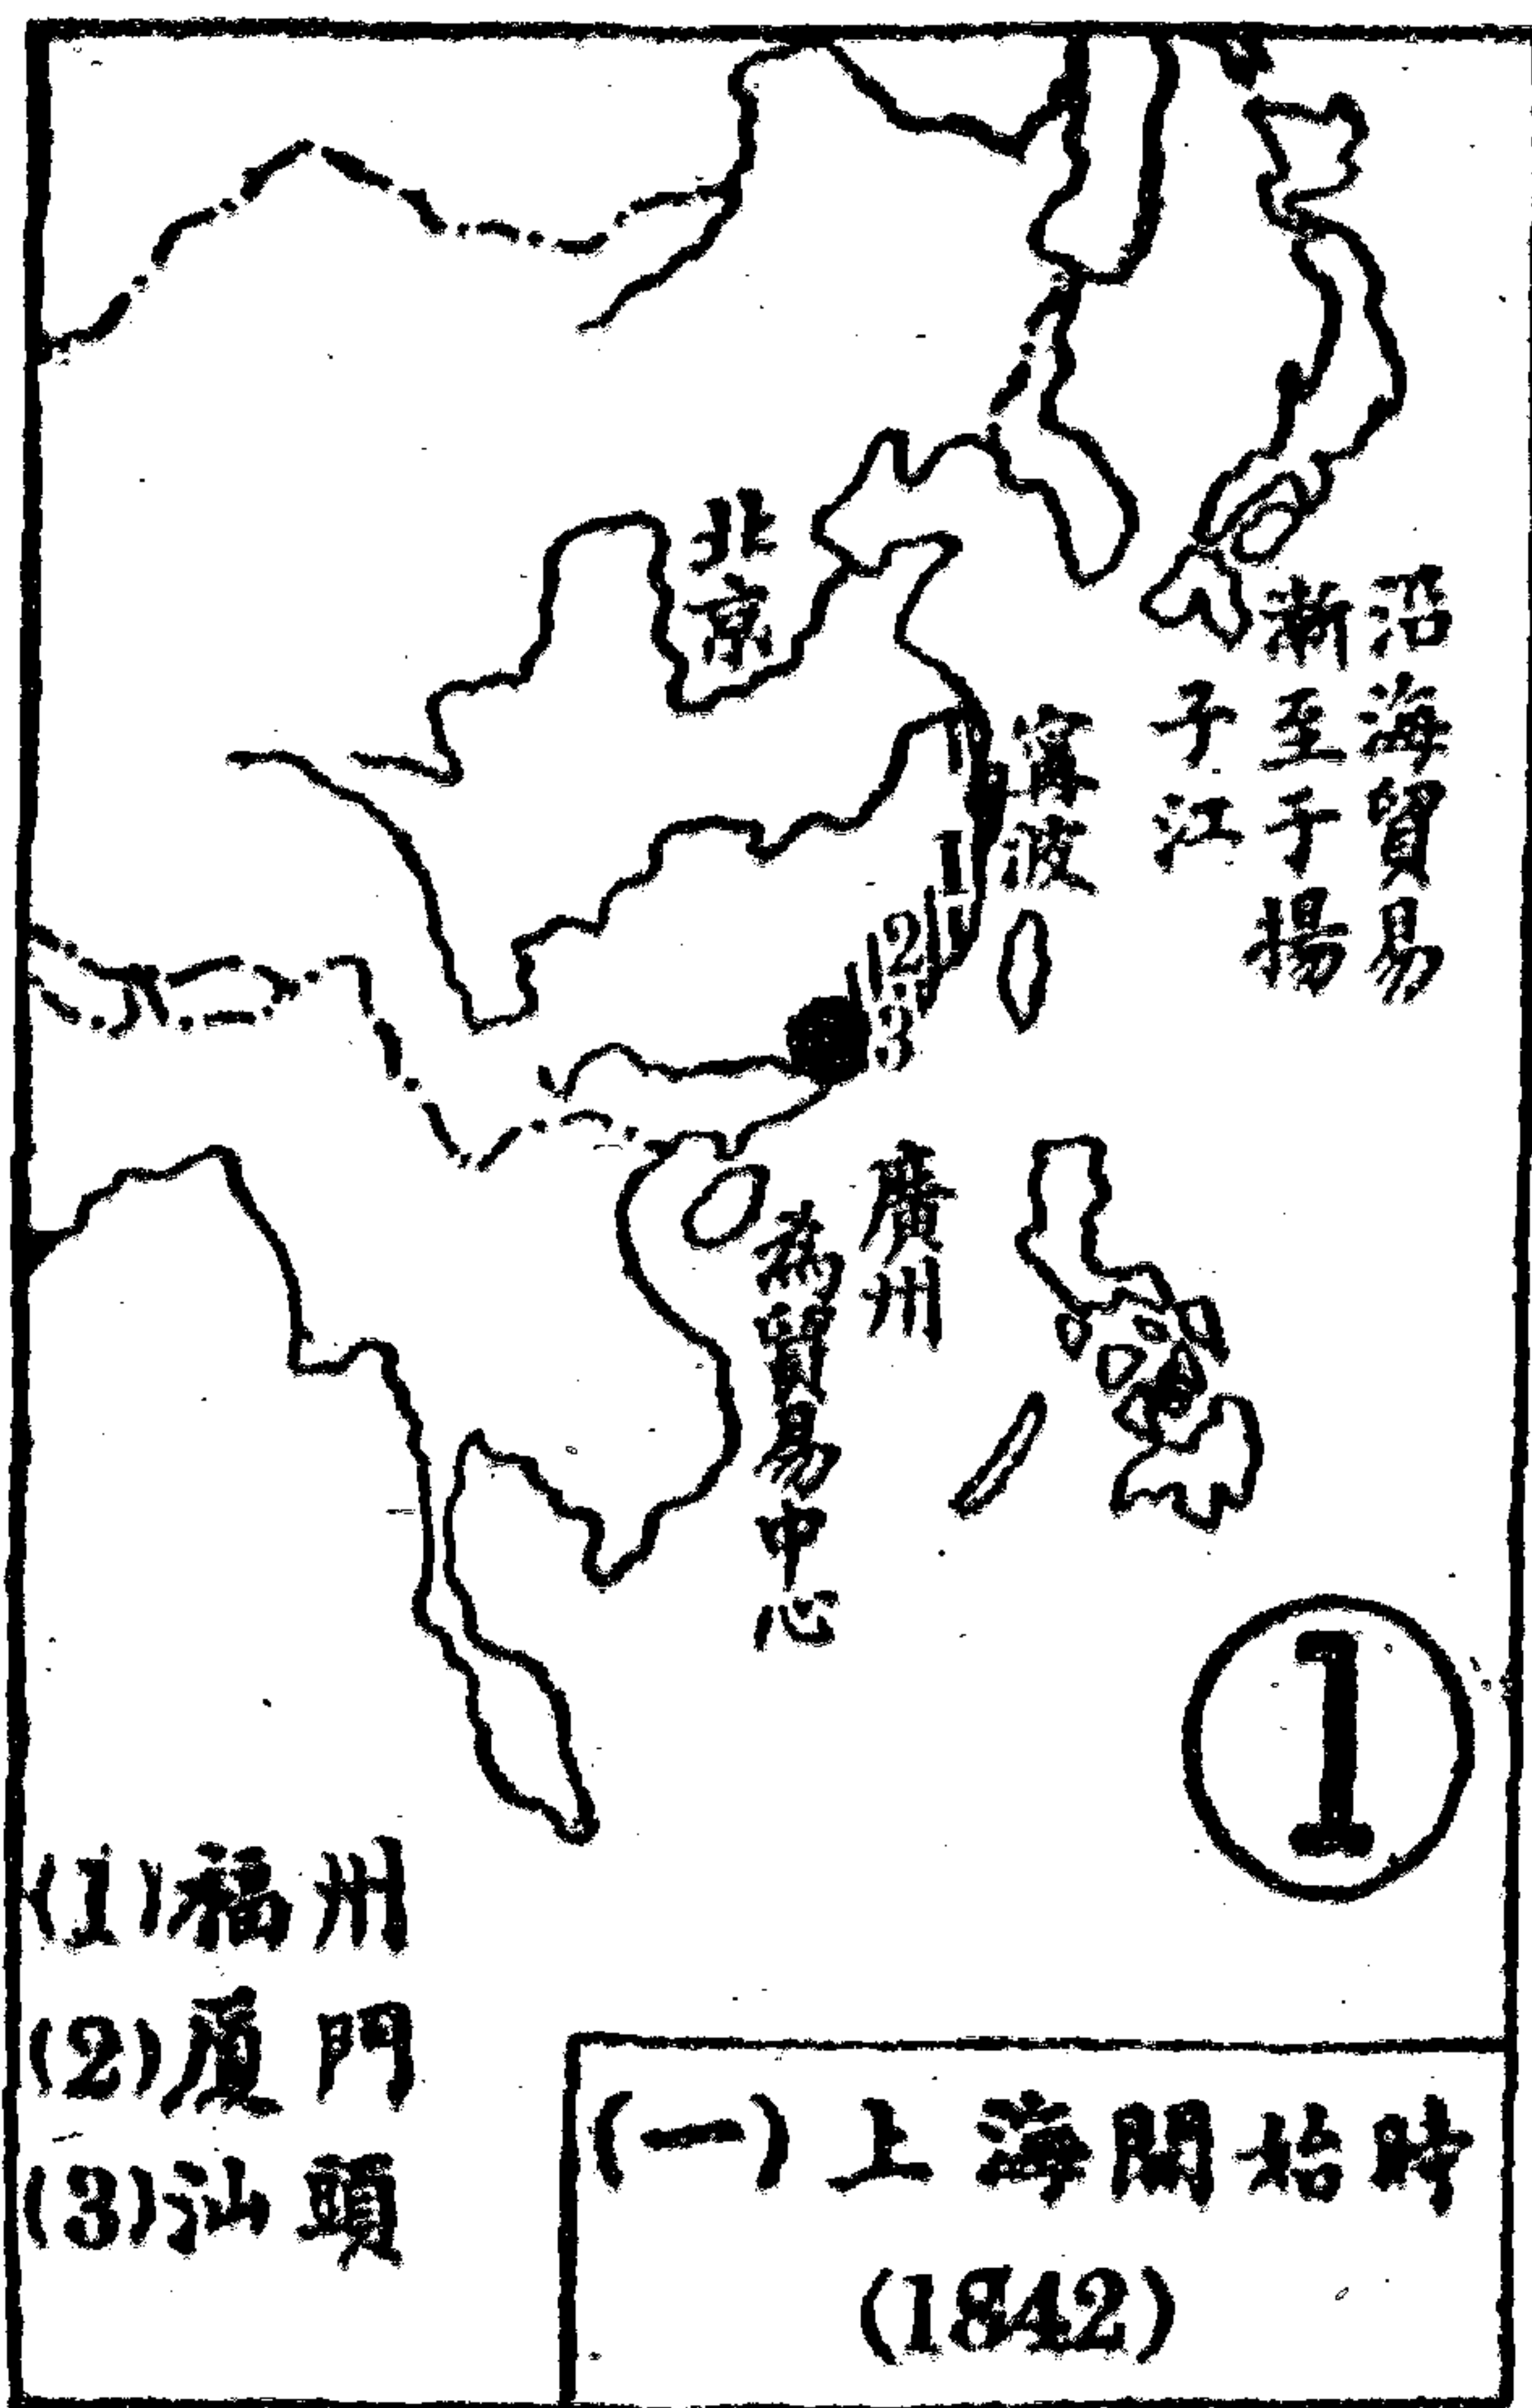 北京
沿海貿易
漸至于揚
子江
寧波
1
2
3
廣州
為貿易中心
1
(1)福州
(2)厦門
(3)汕頭
(一)上海開始時
(1842)